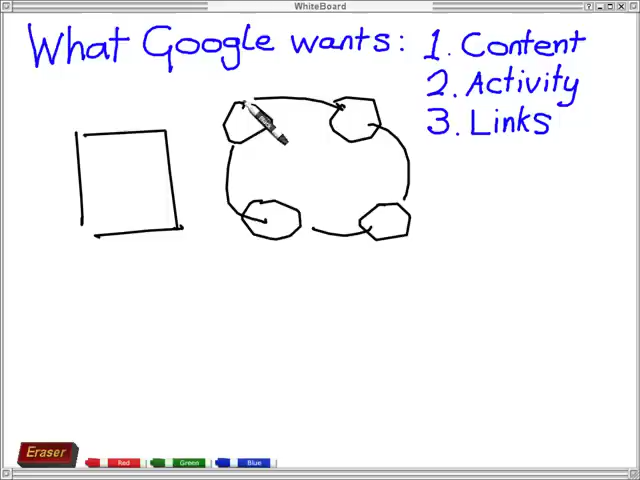 WhiteBoard
What Google wants: 1. Content
2. Activity
3. Links
Eraser
Red
Green
Blue